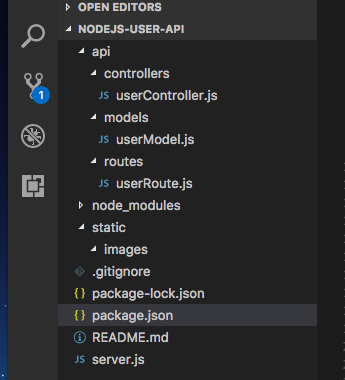 OPEN EDITORS
NODEJS-USER-API
api
controllers
JS userController.js
models
JS userModel.js
routes
JS userRoute.js
node_modules
static
images
.gitignore
{ } package-lock.json
{ } package.json
README.md
JS server.js
1